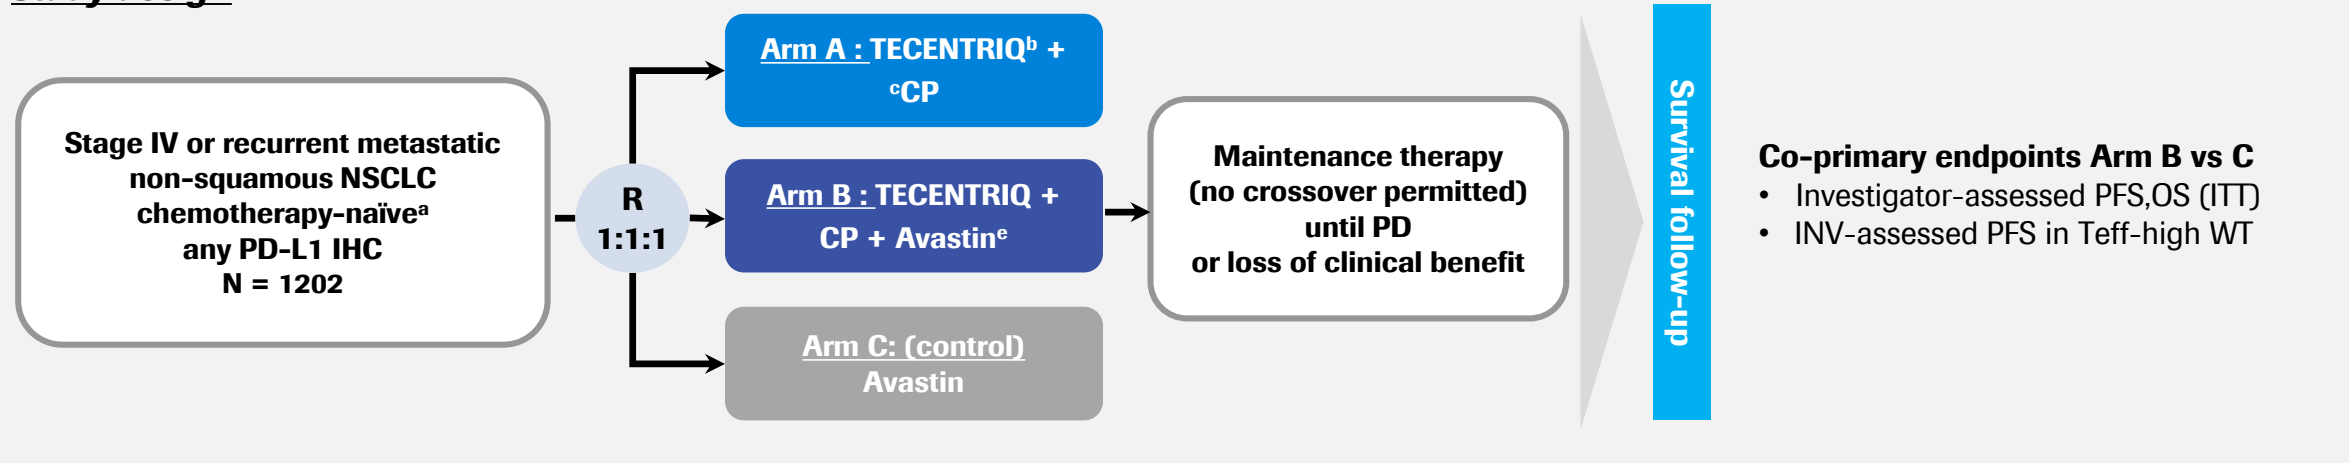 Stage IV or recurrent metastatic
non-squamous NSCLC
chemotherapy-naïveᵃ
any PD-L1 IHC
N = 1202
R
1:1:1
Arm A : TECENTRIQᵇ +
ᶜCP
Arm B : TECENTRIQ +
CP + Avastinᵉ
Arm C: (control)
Avastin
Maintenance therapy
(no crossover permitted)
until PD
or loss of clinical benefit
Survival follow-up
Co-primary endpoints Arm B vs C
• Investigator-assessed PFS,OS (ITT)
• INV-assessed PFS in Teff-high WT